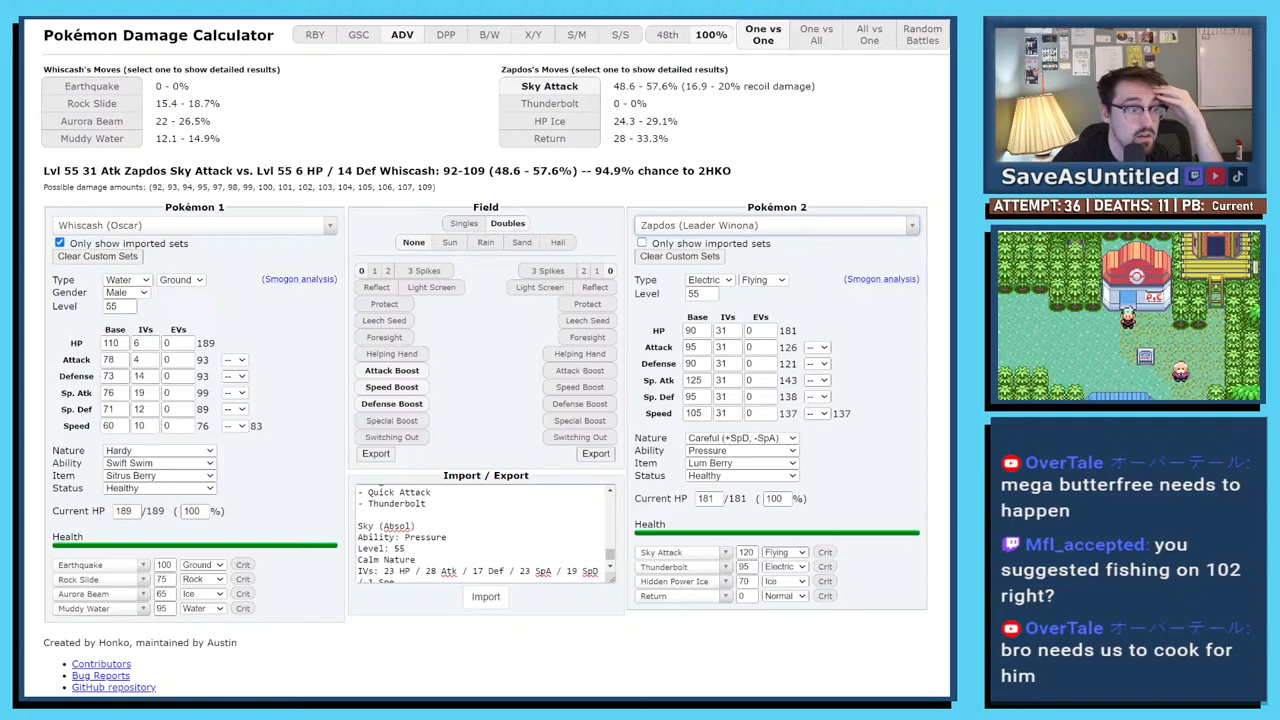 Pokémon Damage Calculator
RBY GSC ADV DPP B/W X/Y S/M S/S 48th 100% One vs One One vs All All vs One Random Battles
Whiscash's Moves (select one to show detailed results)
Earthquake 0 - 0%
Rock Slide 15.4 - 18.7%
Aurora Beam 22 - 26.5%
Muddy Water 12.1 - 14.9%
Zapdos's Moves (select one to show detailed results)
Sky Attack 48.6 - 57.6% (16.9 - 20% recoil damage)
Thunderbolt 0 - 0%
HP Ice 24.3 - 29.1%
Return 28 - 33.3%
Lvl 55 31 Atk Zapdos Sky Attack vs. Lvl 55 6 HP / 14 Def Whiscash: 92-109 (48.6 - 57.6%) -- 94.9% chance to 2HKO
Possible damage amounts: (92, 93, 94, 95, 97, 98, 99, 100, 101, 102, 103, 104, 105, 106, 107, 109)
Pokémon 1
Whiscash (Oscar)
Only show imported sets
Clear Custom Sets
Type Water Ground (Smogon analysis)
Gender Male
Level 55
Base IVs EVs
HP 110 6 0 189
Attack 78 4 0 93 --
Defense 73 14 0 93 --
Sp. Atk 76 19 0 99 --
Sp. Def 71 12 0 89 --
Speed 60 10 0 76 -- 83
Nature Hardy
Ability Swift Swim
Item Sitrus Berry
Status Healthy
Current HP 189 /189 ( 100 %)
Health
Earthquake 100 Ground Crit
Rock Slide 75 Rock Crit
Aurora Beam 65 Ice Crit
Muddy Water 95 Water Crit
Field
Singles Doubles
None Sun Rain Sand Hail
0 1 2 3 Spikes 3 Spikes 2 1 0
Reflect Light Screen Light Screen Reflect
Protect Protect
Leech Seed Leech Seed
Foresight Foresight
Helping Hand Helping Hand
Attack Boost Attack Boost
Speed Boost Speed Boost
Defense Boost Defense Boost
Special Boost Special Boost
Switching Out Switching Out
Export Export
Import / Export
- Quick Attack
- Thunderbolt
Sky (Absol)
Ability: Pressure
Level: 55
Calm Nature
IVs: 23 HP / 28 Atk / 17 Def / 23 SpA / 19 SpD
/ 1 Spe
Import
Pokémon 2
Zapdos (Leader Winona)
Only show imported sets
Clear Custom Sets
Type Electric Flying (Smogon analysis)
Level 55
Base IVs EVs
HP 90 31 0 181
Attack 95 31 0 126 --
Defense 90 31 0 121 --
Sp. Atk 125 31 0 143 --
Sp. Def 95 31 0 138 --
Speed 105 31 0 137 -- 137
Nature Careful (+SpD, -SpA)
Ability Pressure
Item Lum Berry
Status Healthy
Current HP 181 /181 ( 100 %)
Health
Sky Attack 120 Flying Crit
Thunderbolt 95 Electric Crit
Hidden Power Ice 70 Ice Crit
Return 0 Normal Crit
Created by Honko, maintained by Austin
• Contributors
• Bug Reports
• GitHub repository
SaveAsUntitled
ATTEMPT: 36 | DEATHS: 11 | PB: Current
P.C
OverTale オーバーテール:
mega butterfree needs to
happen
Mfl_accepted: you
suggested fishing on 102
right?
OverTale オーバーテール:
bro needs us to cook for
him